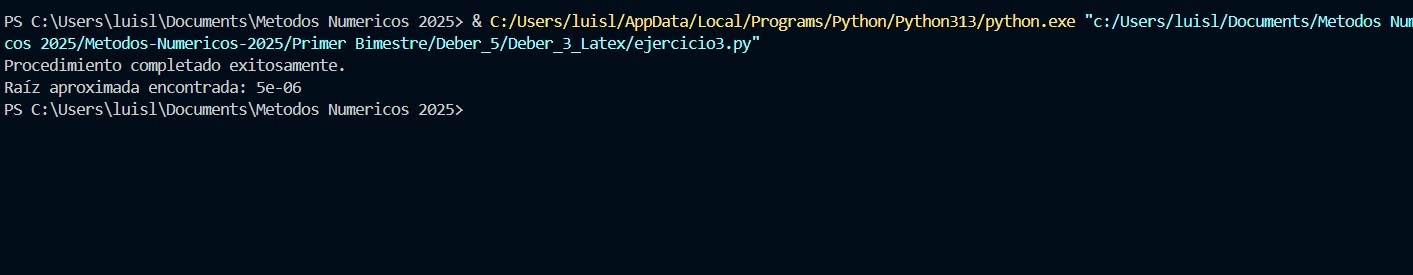 PS C:\Users\luisl\Documents\Metodos Numericos 2025> & C:/Users/luisl/AppData/Local/Programs/Python/Python313/python.exe "c:/Users/luisl/Documents/Metodos Num
cos 2025/Metodos-Numericos-2025/Primer Bimestre/Deber_5/Deber_3_Latex/ejercicio3.py"
Procedimiento completado exitosamente.
Raíz aproximada encontrada: 5e-06
PS C:\Users\luisl\Documents\Metodos Numericos 2025>